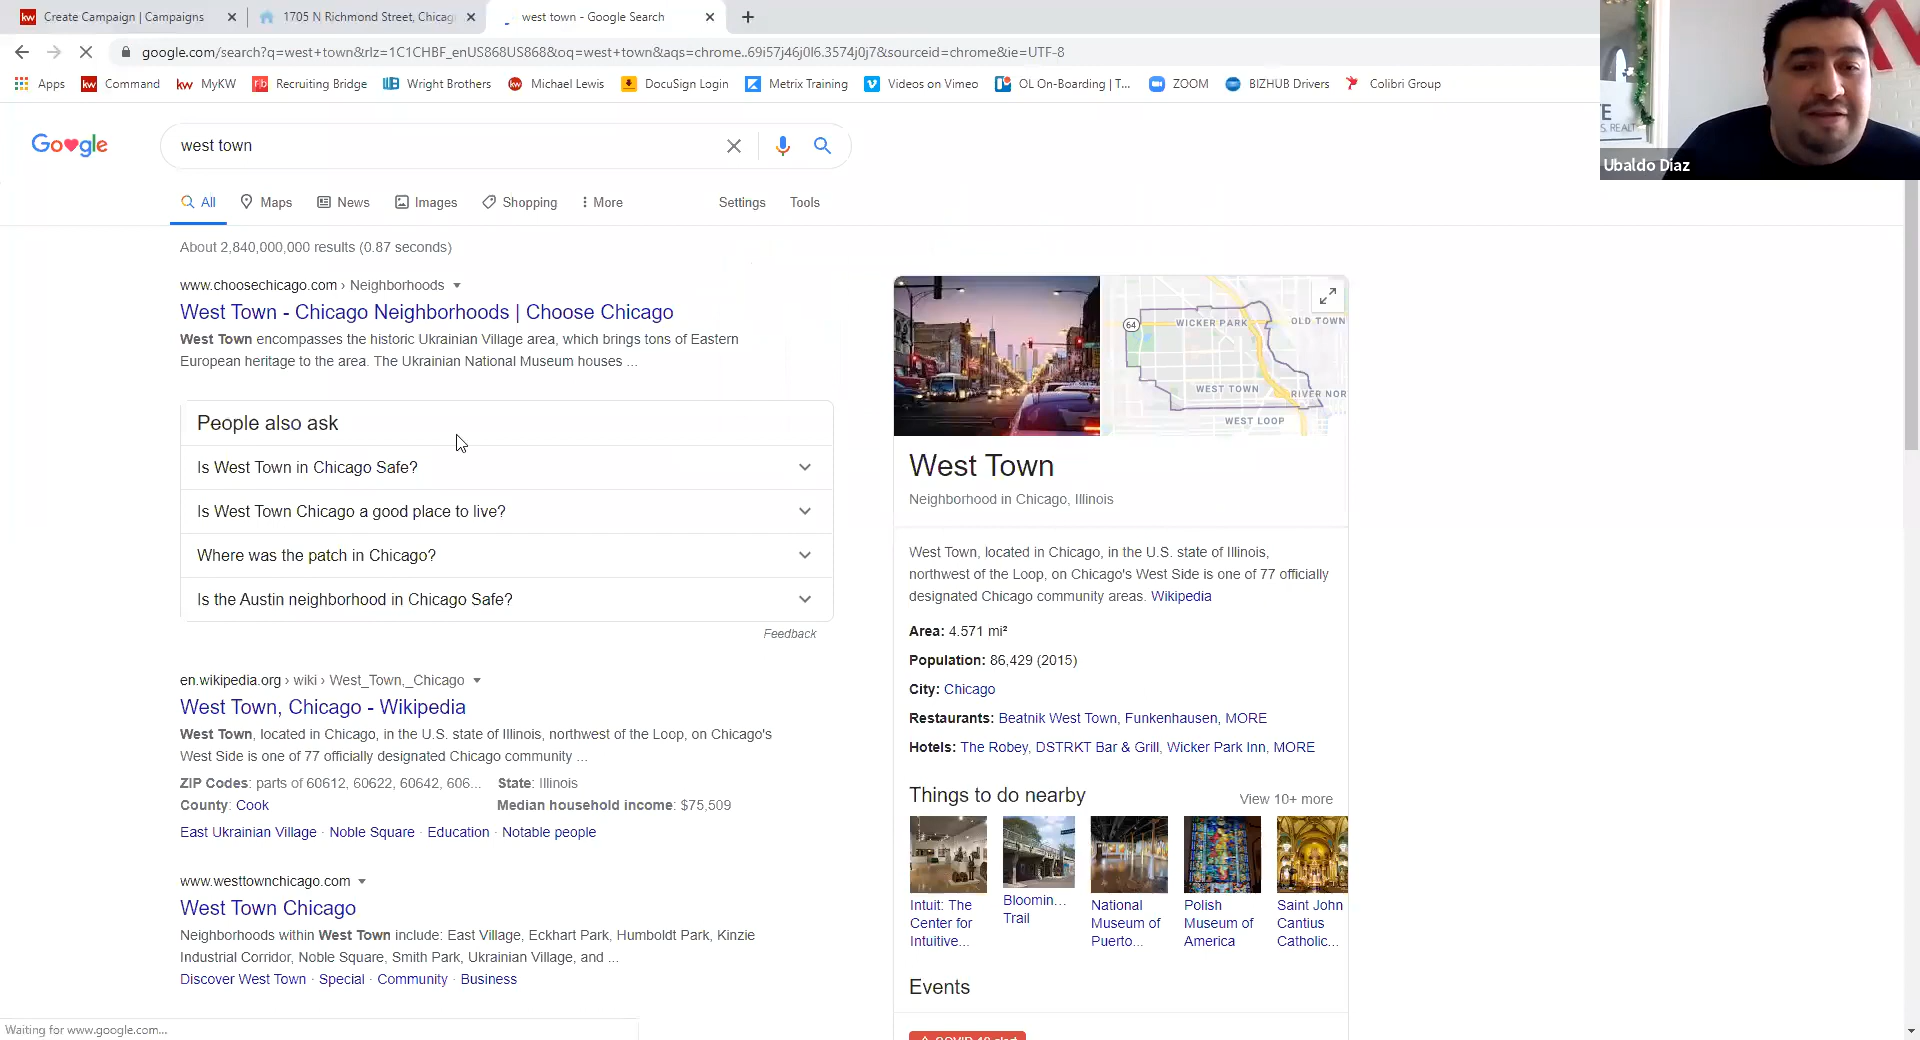 Create Campaign | Campaigns
1705 N Richmond Street, Chicag
west town - Google Search
google.com/search?q=west+town&rlz=1C1CHBF_enUS868US868&oq=west+town&aqs=chrome..69i57j46j0l6.3574j0j7&sourceid=chrome&ie=UTF-8
Apps
kw Command
kw MyKW
rb Recruiting Bridge
Wright Brothers
kw Michael Lewis
DocuSign Login
Metrix Training
Videos on Vimeo
OL On-Boarding | T...
ZOOM
BIZHUB Drivers
Colibri Group
Ubaldo Diaz
Google
west town
All
Maps
News
Images
Shopping
More
Settings
Tools
About 2,840,000,000 results (0.87 seconds)
www.choosechicago.com › Neighborhoods
West Town - Chicago Neighborhoods | Choose Chicago
West Town encompasses the historic Ukrainian Village area, which brings tons of Eastern
European heritage to the area. The Ukrainian National Museum houses ...
People also ask
Is West Town in Chicago Safe?
Is West Town Chicago a good place to live?
Where was the patch in Chicago?
Is the Austin neighborhood in Chicago Safe?
Feedback
en.wikipedia.org › wiki › West_Town,_Chicago
West Town, Chicago - Wikipedia
West Town, located in Chicago, in the U.S. state of Illinois, northwest of the Loop, on Chicago's
West Side is one of 77 officially designated Chicago community ...
ZIP Codes: parts of 60612, 60622, 60642, 606... State: Illinois
County: Cook Median household income: $75,509
East Ukrainian Village · Noble Square · Education · Notable people
www.westtownchicago.com
West Town Chicago
Neighborhoods within West Town include: East Village, Eckhart Park, Humboldt Park, Kinzie
Industrial Corridor, Noble Square, Smith Park, Ukrainian Village, and ...
Discover West Town · Special · Community · Business
Waiting for www.google.com...
64
WICKER PARK
OLD TOWN
WEST TOWN
RIVER NOR
WEST LOOP
West Town
Neighborhood in Chicago, Illinois
West Town, located in Chicago, in the U.S. state of Illinois,
northwest of the Loop, on Chicago's West Side is one of 77 officially
designated Chicago community areas. Wikipedia
Area: 4.571 mi²
Population: 86,429 (2015)
City: Chicago
Restaurants: Beatnik West Town, Funkenhausen, MORE
Hotels: The Robey, DSTRKT Bar & Grill, Wicker Park Inn, MORE
Things to do nearby
View 10+ more
Intuit: The
Center for
Intuitive...
Bloomin...
Trail
National
Museum of
Puerto...
Polish
Museum of
America
Saint John
Cantius
Catholic...
Events